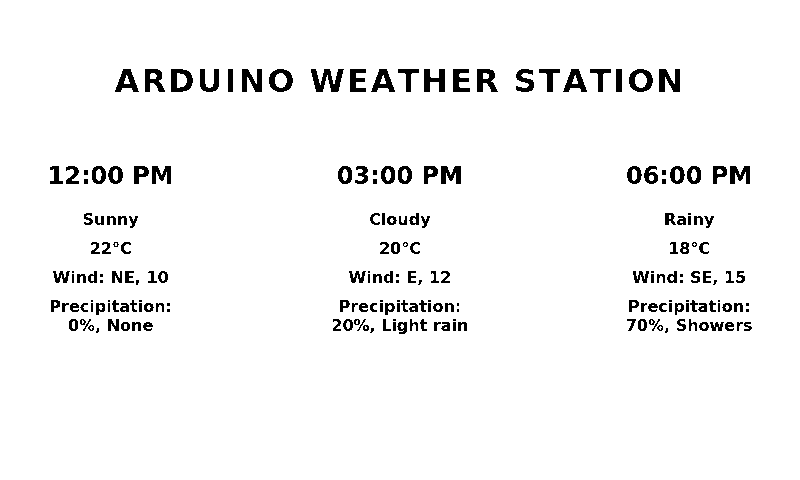 ARDUINO WEATHER STATION
12:00 PM
Sunny
22°C
Wind: NE, 10
Precipitation:
0%, None
03:00 PM
Cloudy
20°C
Wind: E, 12
Precipitation:
20%, Light rain
06:00 PM
Rainy
18°C
Wind: SE, 15
Precipitation:
70%, Showers